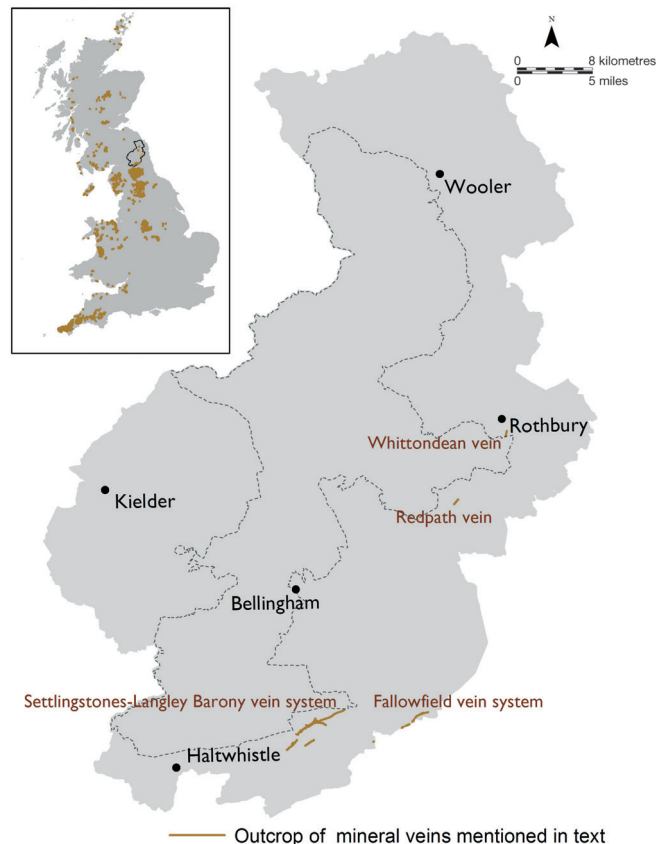 N
0 8 kilometres
0 5 miles
Wooler
Rothbury
Whittondean vein
Kielder
Redpath vein
Bellingham
Settlingstones-Langley Barony vein system
Fallowfield vein system
Haltwhistle
Outcrop of mineral veins mentioned in text